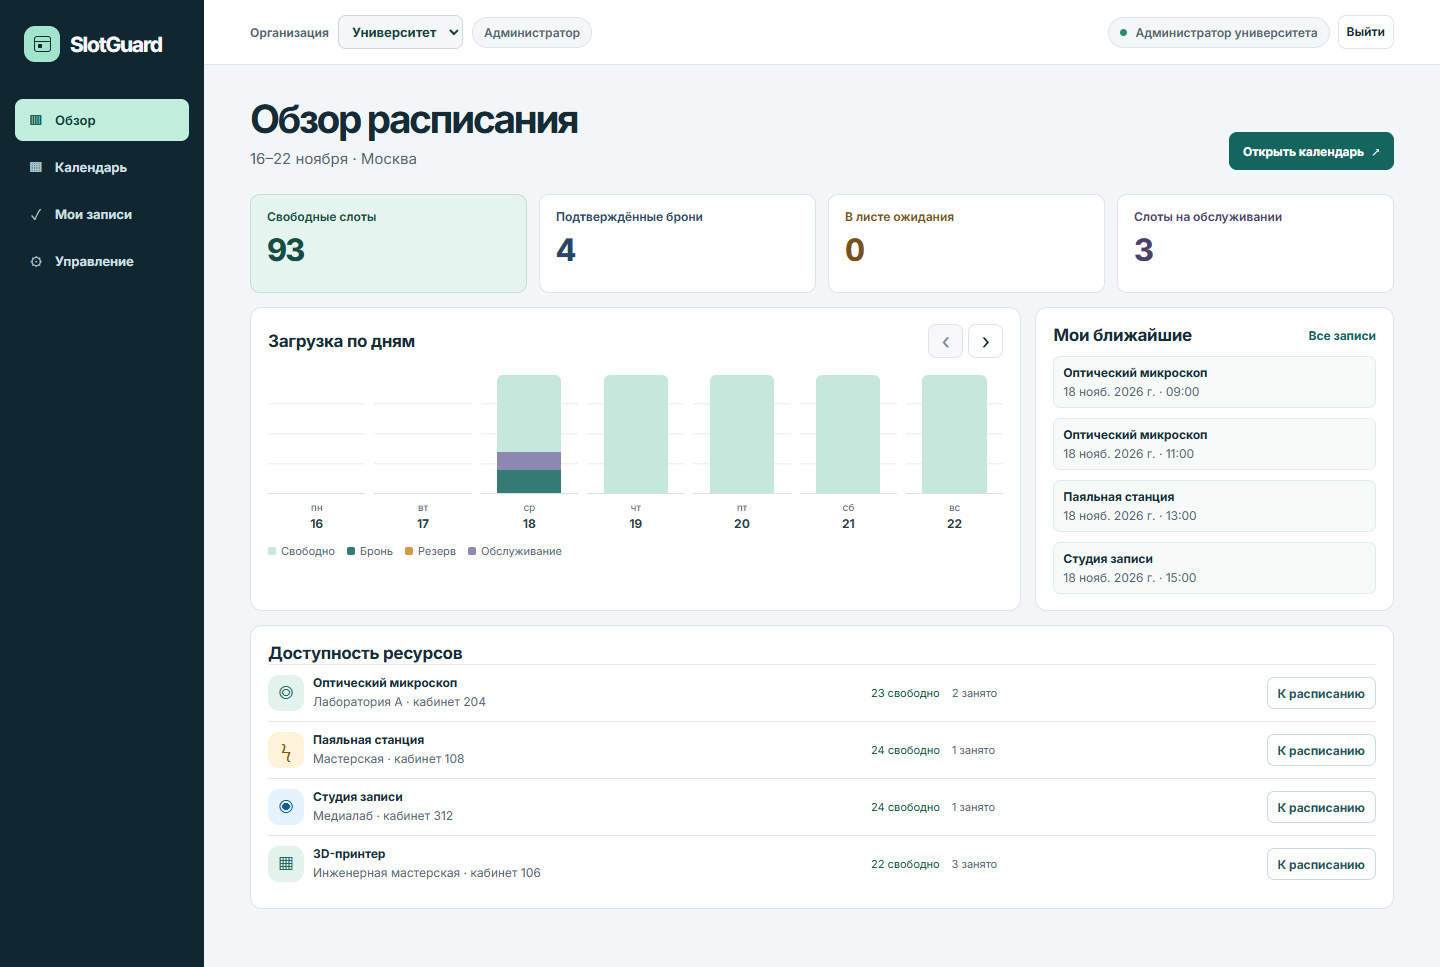 SlotGuard
Обзор
Календарь
Мои записи
Управление
Организация Университет Администратор
Администратор университета Выйти
Обзор расписания
16–22 ноября · Москва
Открыть календарь ↗
Свободные слоты
93
Подтверждённые брони
4
В листе ожидания
0
Слоты на обслуживании
3
Загрузка по дням
‹ ›
пн вт ср чт пт сб вс
16 17 18 19 20 21 22
Свободно Бронь Резерв Обслуживание
Мои ближайшие Все записи
Оптический микроскоп
18 нояб. 2026 г. · 09:00
Оптический микроскоп
18 нояб. 2026 г. · 11:00
Паяльная станция
18 нояб. 2026 г. · 13:00
Студия записи
18 нояб. 2026 г. · 15:00
Доступность ресурсов
Оптический микроскоп
Лаборатория А · кабинет 204
23 свободно 2 занято К расписанию
Паяльная станция
Мастерская · кабинет 108
24 свободно 1 занято К расписанию
Студия записи
Медиалаб · кабинет 312
24 свободно 1 занято К расписанию
3D-принтер
Инженерная мастерская · кабинет 106
22 свободно 3 занято К расписанию